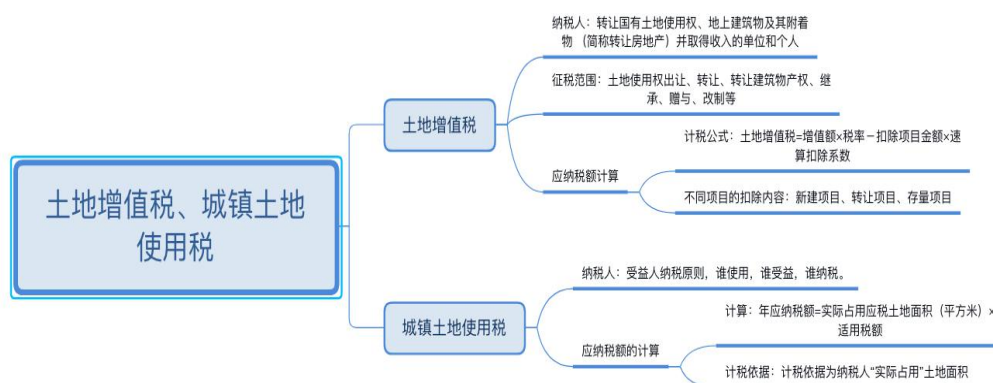 土地增值税、城镇土地
使用税
土地增值税
纳税人：转让国有土地使用权、地上建筑物及其附着
物 （简称转让房地产）并取得收入的单位和个人
征税范围：土地使用权出让、转让、转让建筑物产权、继
承、赠与、改制等
应纳税额计算
计税公式：土地增值税=增值额×税率－扣除项目金额×速
算扣除系数
不同项目的扣除内容：新建项目、转让项目、存量项目
城镇土地使用税
纳税人：受益人纳税原则，谁使用，谁受益，谁纳税。
应纳税额的计算
计算：年应纳税额=实际占用应税土地面积（平方米）×
适用税额
计税依据：计税依据为纳税人“实际占用”土地面积